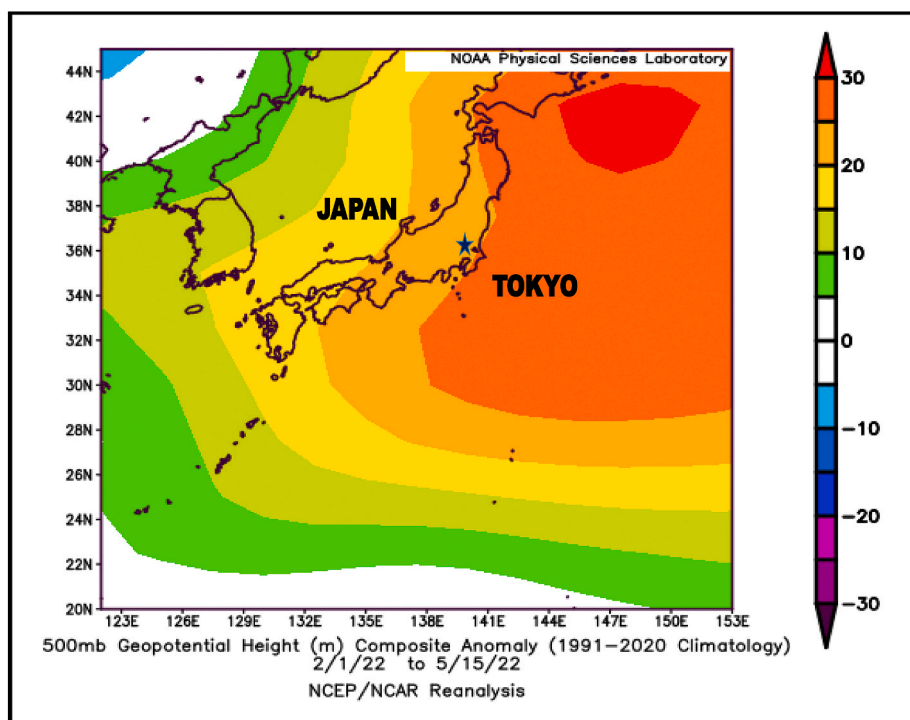 NOAA Physical Sciences Laboratory
44N
42N
40N
38N
36N
34N
32N
30N
28N
26N
24N
22N
20N
JAPAN
TOKYO
123E 126E 129E 132E 135E 138E 141E 144E 147E 150E 153E
30
20
10
0
-10
-20
-30
500mb Geopotential Height (m) Composite Anomaly (1991-2020 Climatology)
2/1/22 to 5/15/22
NCEP/NCAR Reanalysis